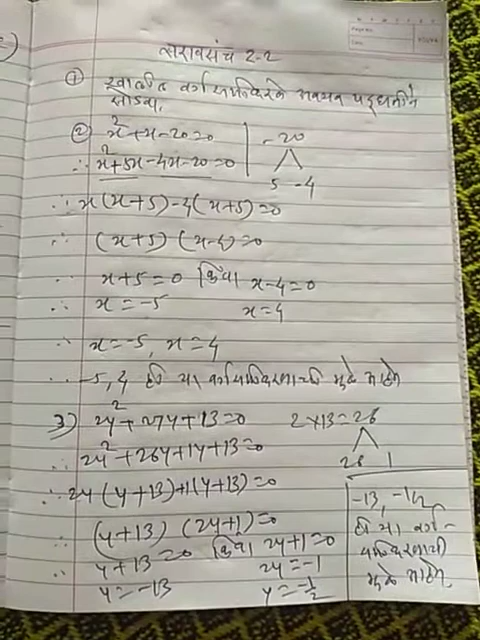 सरावसंच 2.2
① खालील वर्गसमीकरणे अवयव पद्धतीने
सोडवा.
② x²+x-20=0 -20
∴ x²+5x-4x-20=0 5 -4
∴ x(x+5)-4(x+5)=0
∴ (x+5)(x-4)=0
∴ x+5=0 किंवा x-4=0
∴ x=-5 x=4
∴ x=-5, x=4
∴ -5, 4 ही या वर्गसमीकरणाची मुळे आहेत
3) 2y²+27y+13=0 2×13=26
∴ 2y²+26y+1y+13=0 26 1
∴ 2y(y+13)+1(y+13)=0
(y+13)(2y+1)=0
∴ y+13=0 किंवा 2y+1=0
y=-13 2y=-1
y=-1/2
-13, -1/2
ही या वर्ग-
समीकरणाची
मुळे आहेत